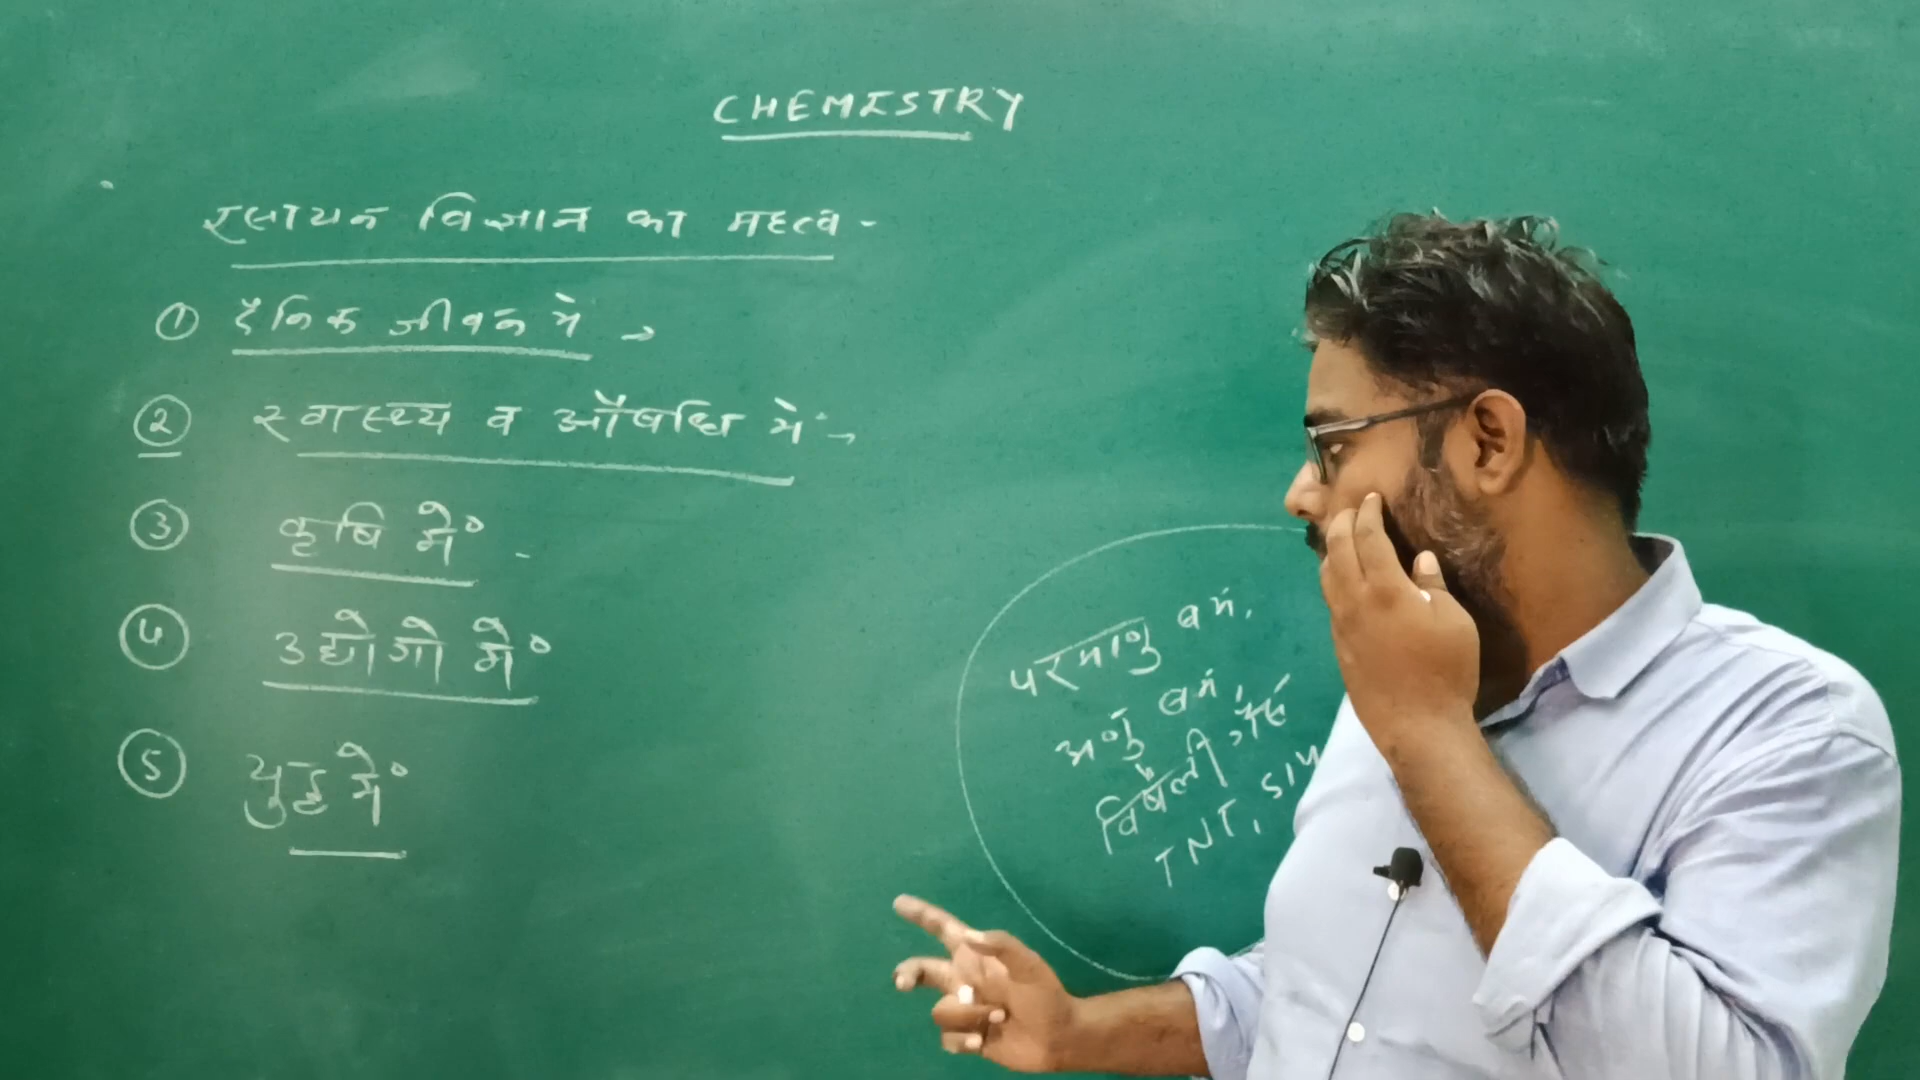 CHEMISTRY
रसायन विज्ञान का महत्व -
① दैनिक जीवन में →
② स्वास्थ्य व औषधि में →
③ कृषि में -
④ उद्योगो में
⑤ युद्ध में
परमाणु बम,
अणु बम,
विषैली गैसें
TNT,